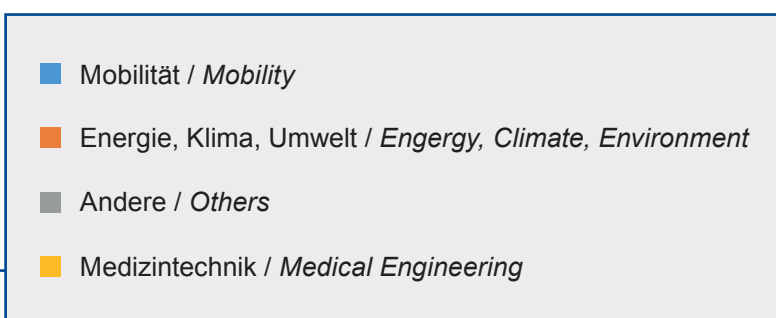 Mobilität / Mobility
Energie, Klima, Umwelt / Engergy, Climate, Environment
Andere / Others
Medizintechnik / Medical Engineering